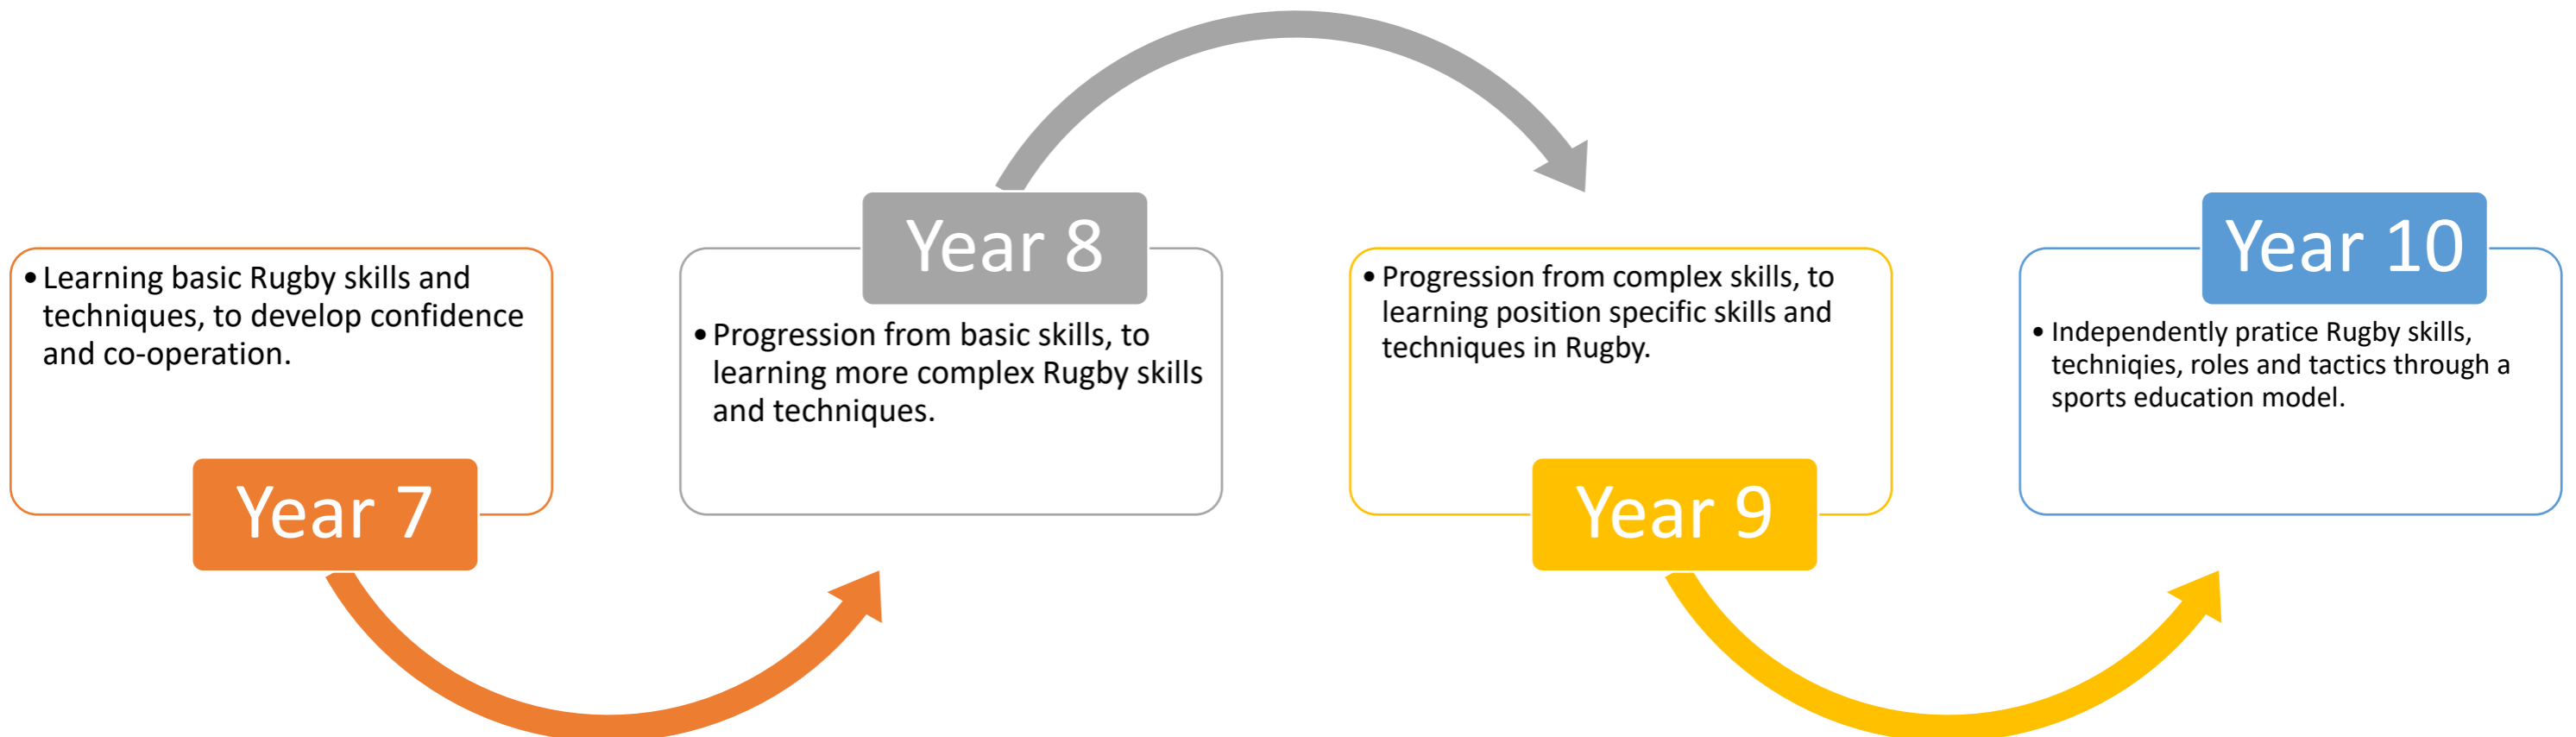 • Learning basic Rugby skills and
techniques, to develop confidence
and co-operation.
Year 7
Year 8
• Progression from basic skills, to
learning more complex Rugby skills
and techniques.
• Progression from complex skills, to
learning position specific skills and
techniques in Rugby.
Year 9
Year 10
• Independently pratice Rugby skills,
techniqies, roles and tactics through a
sports education model.